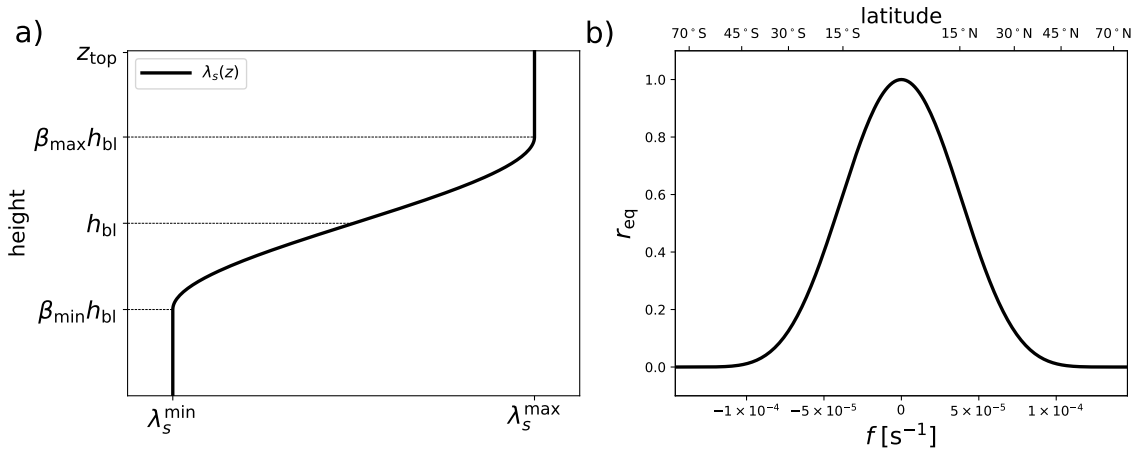 a)
z_top
λ_s(z)
β_max h_bl
height
h_bl
β_min h_bl
λ_s^min λ_s^max
b)
latitude
70°S 45°S 30°S 15°S 15°N 30°N 45°N 70°N
1.0
0.8
0.6
r_eq
0.4
0.2
0.0
−1 × 10⁻⁴ −5 × 10⁻⁵ 0 5 × 10⁻⁵ 1 × 10⁻⁴
f [s⁻¹]